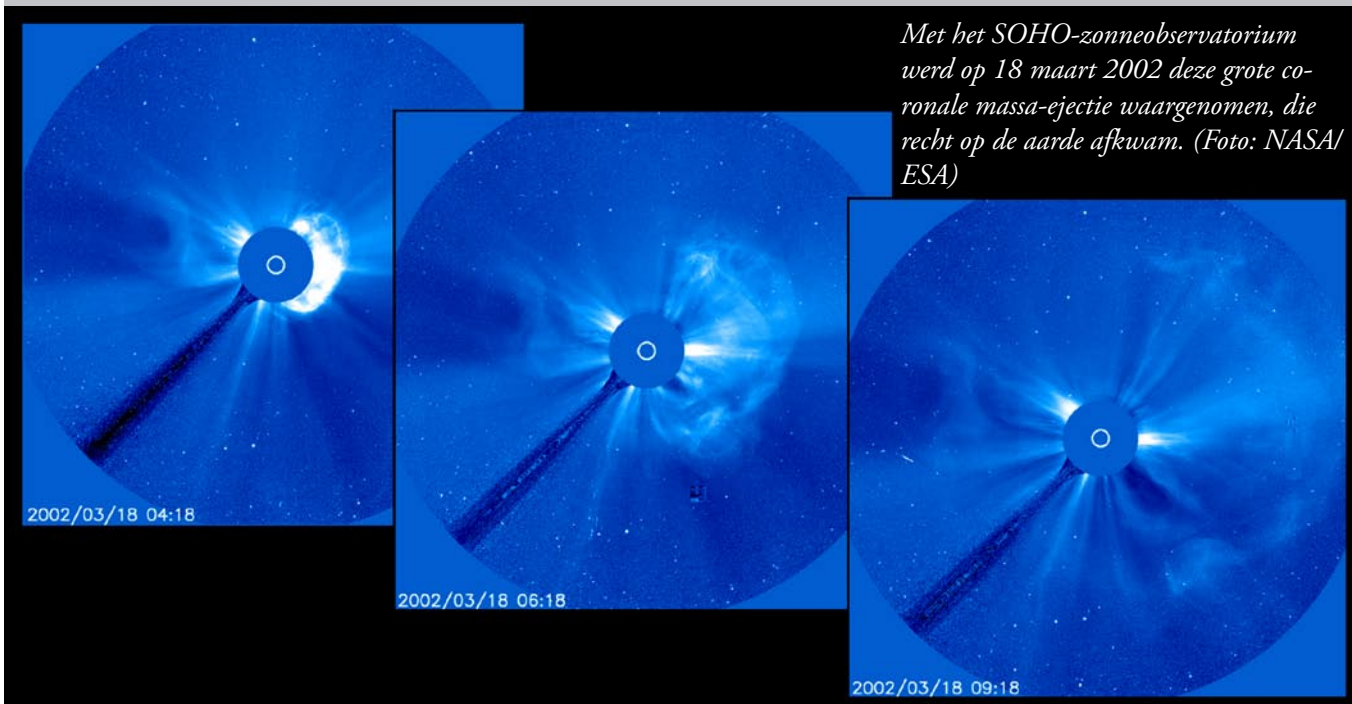 Met het SOHO-zonneobservatorium
werd op 18 maart 2002 deze grote co-
ronale massa-ejectie waargenomen, die
recht op de aarde afkwam. (Foto: NASA/
ESA)
2002/03/18 04:18
2002/03/18 06:18
2002/03/18 09:18